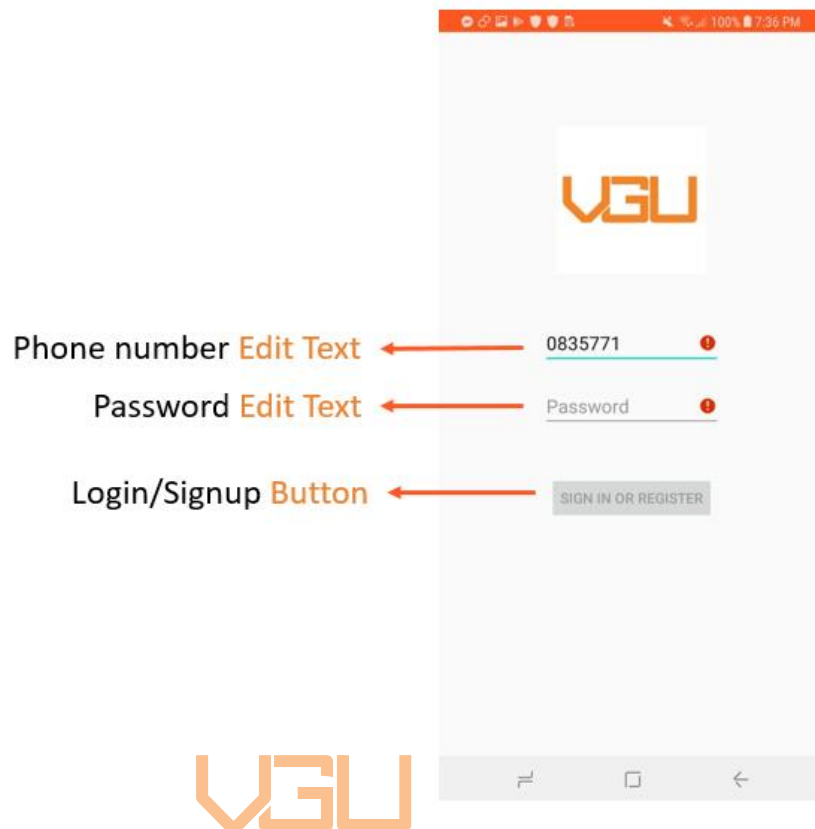 100% 7:36 PM
VGU
Phone number Edit Text
0835771
Password Edit Text
Password
Login/Signup Button
SIGN IN OR REGISTER
VGU